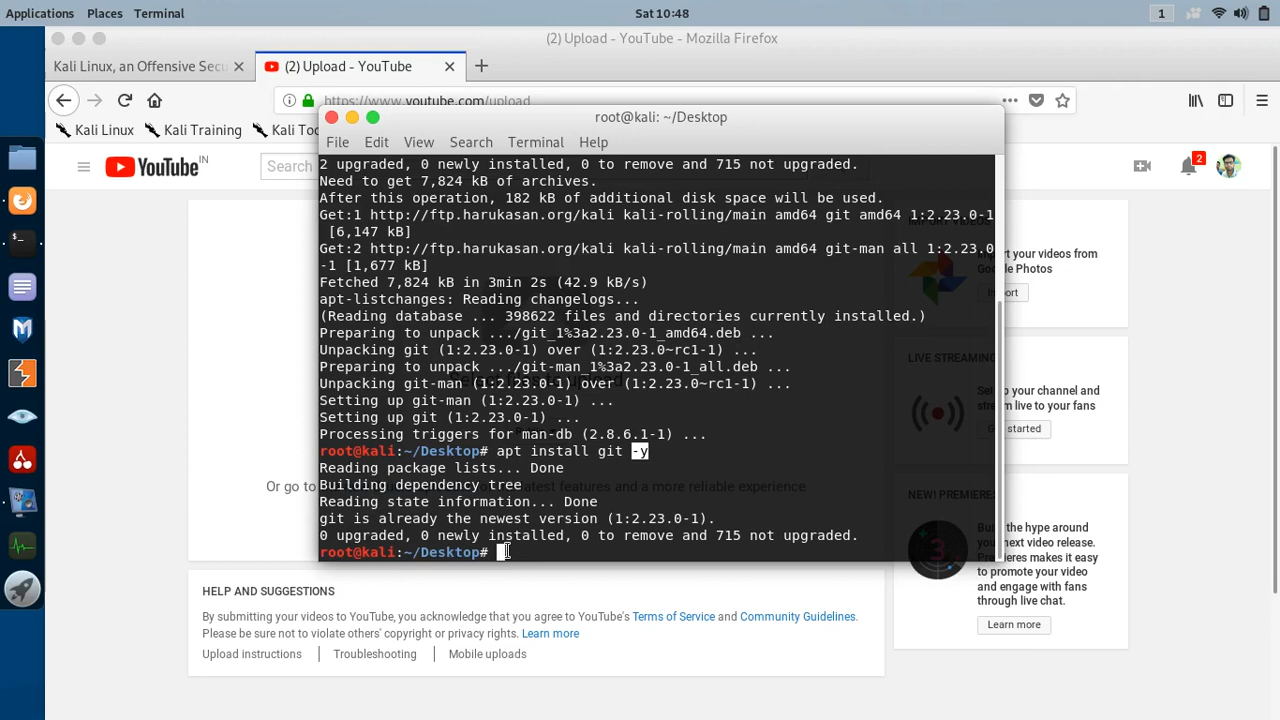 Applications Places Terminal Sat 10:48 1
(2) Upload - YouTube - Mozilla Firefox
Kali Linux, an Offensive Secu (2) Upload - YouTube
https://www.youtube.com/upload
Kali Linux Kali Training Kali Too
root@kali: ~/Desktop
File Edit View Search Terminal Help
YouTube IN Search 2
2 upgraded, 0 newly installed, 0 to remove and 715 not upgraded.
Need to get 7,824 kB of archives.
After this operation, 182 kB of additional disk space will be used.
Get:1 http://ftp.harukasan.org/kali kali-rolling/main amd64 git amd64 1:2.23.0-1
[6,147 kB]
Get:2 http://ftp.harukasan.org/kali kali-rolling/main amd64 git-man all 1:2.23.0
-1 [1,677 kB]
Fetched 7,824 kB in 3min 2s (42.9 kB/s)
apt-listchanges: Reading changelogs...
(Reading database ... 398622 files and directories currently installed.)
Preparing to unpack .../git_1%3a2.23.0-1_amd64.deb ...
Unpacking git (1:2.23.0-1) over (1:2.23.0~rc1-1) ...
Preparing to unpack .../git-man_1%3a2.23.0-1_all.deb ...
Unpacking git-man (1:2.23.0-1) over (1:2.23.0~rc1-1) ...
Setting up git-man (1:2.23.0-1) ...
Setting up git (1:2.23.0-1) ...
Processing triggers for man-db (2.8.6.1-1) ...
root@kali:~/Desktop# apt install git -y
Reading package lists... Done
Building dependency tree
Reading state information... Done
git is already the newest version (1:2.23.0-1).
0 upgraded, 0 newly installed, 0 to remove and 715 not upgraded.
root@kali:~/Desktop#
Or go to latest features and a more reliable experience
your videos from
Google Photos
LIVE STREAMING
your channel and
stream live to your fans
started
NEW! PREMIERE
Build the hype around
your next video release.
Premieres makes it easy
to promote your video
and engage with fans
through live chat.
Learn more
HELP AND SUGGESTIONS
By submitting your videos to YouTube, you acknowledge that you agree to YouTube's Terms of Service and Community Guidelines.
Please be sure not to violate others' copyright or privacy rights. Learn more
Upload instructions Troubleshooting Mobile uploads